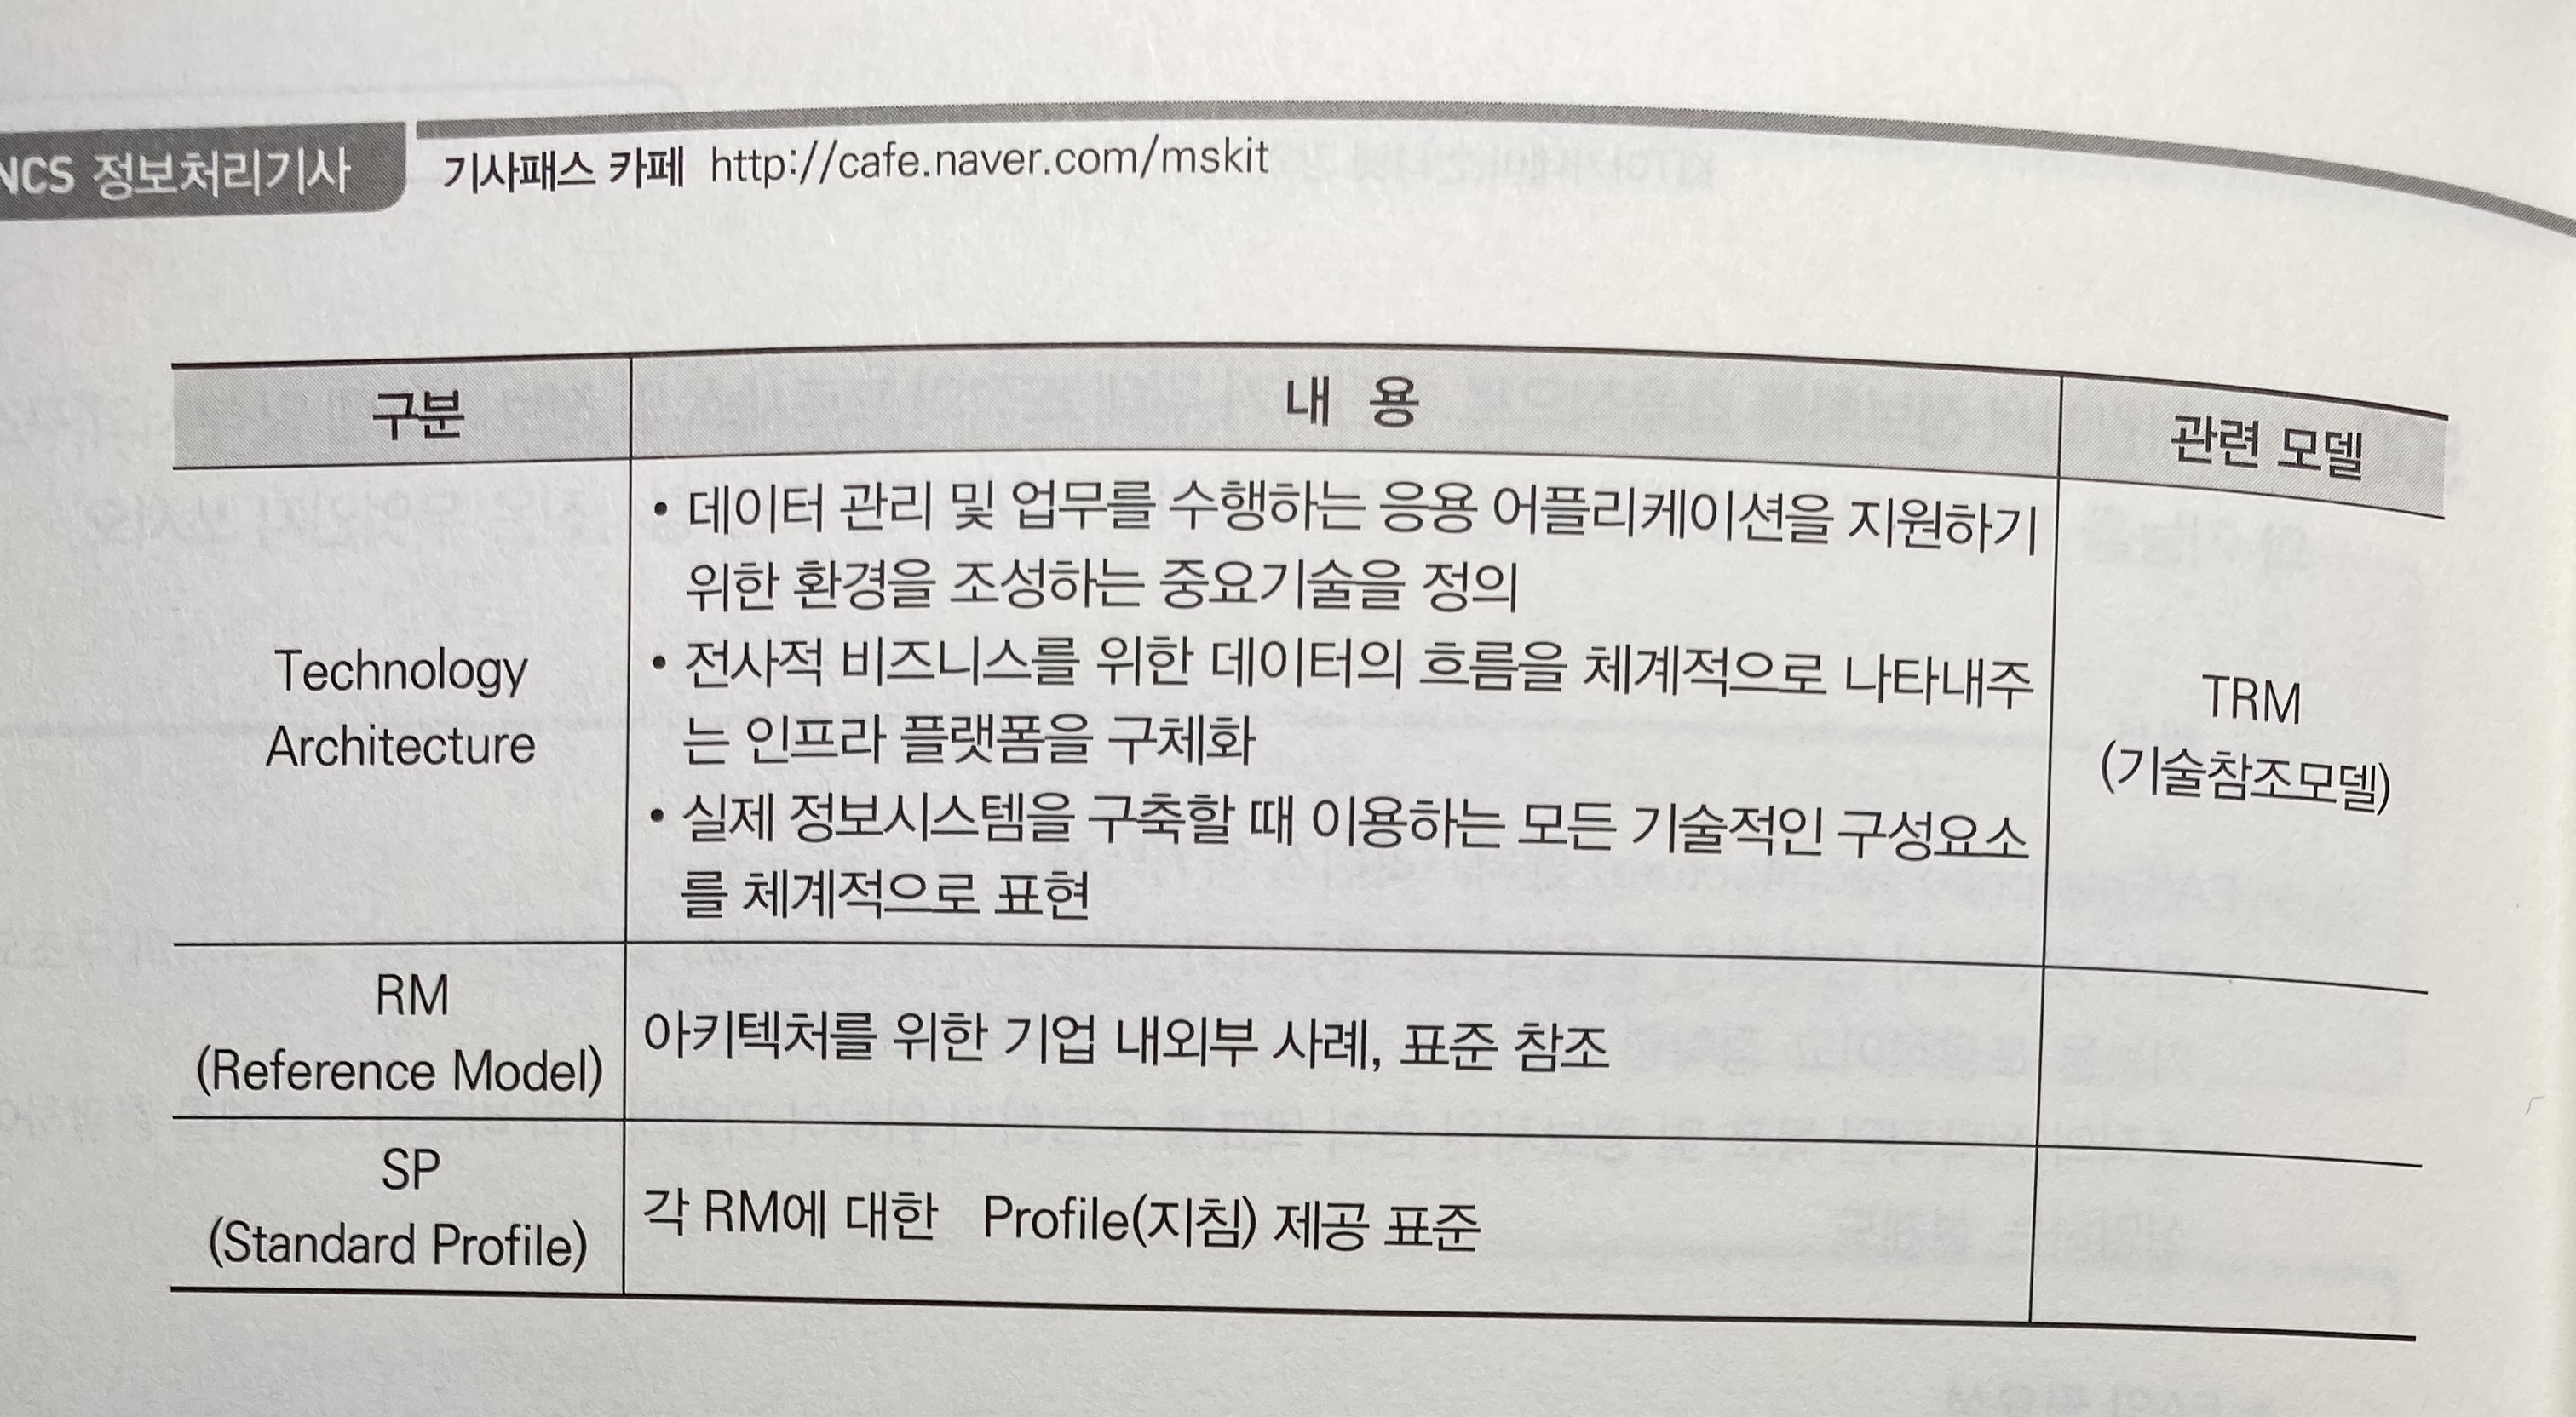 NCS 정보처리기사
기사패스 카페 http://cafe.naver.com/mskit
구분
내 용
관련 모델
Technology
Architecture
• 데이터 관리 및 업무를 수행하는 응용 어플리케이션을 지원하기
위한 환경을 조성하는 중요기술을 정의
• 전사적 비즈니스를 위한 데이터의 흐름을 체계적으로 나타내주
는 인프라 플랫폼을 구체화
• 실제 정보시스템을 구축할 때 이용하는 모든 기술적인 구성요소
를 체계적으로 표현
TRM
(기술참조모델)
RM
(Reference Model)
아키텍처를 위한 기업 내외부 사례, 표준 참조
SP
(Standard Profile)
각 RM에 대한 Profile(지침) 제공 표준